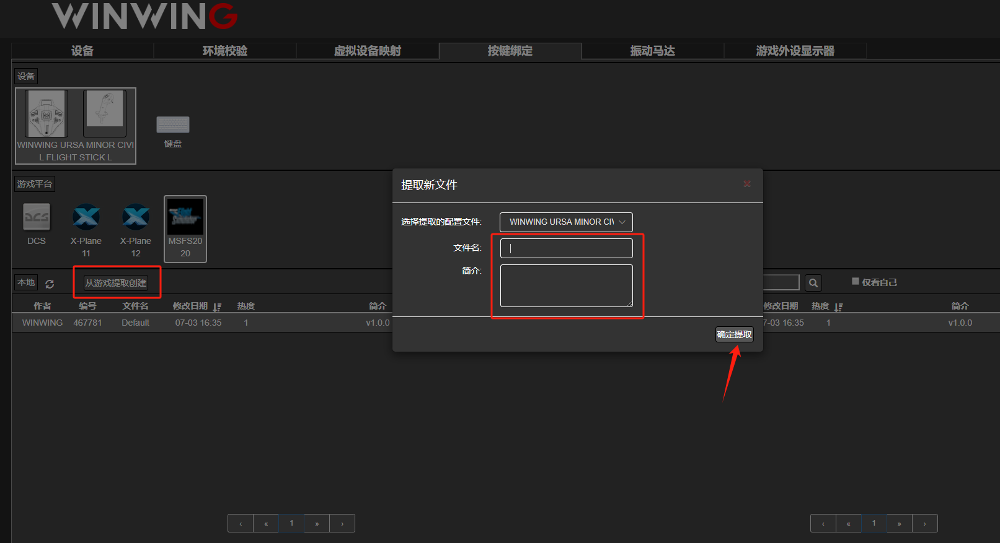 WINWING
设备
环境校验
虚拟设备映射
按键绑定
振动马达
游戏外设显示器
设备
WINWING URSA MINOR CIVI
L FLIGHT STICK L
键盘
游戏平台
DCS
DCS
X-Plane
11
X-Plane
12
Flight
Simulator
MSFS20
20
提取新文件
选择提取的配置文件:
WINWING URSA MINOR CIV
文件名:
简介:
确定提取
本地
从游戏提取创建
仅看自己
作者 编号 文件名 修改日期 热度 简介
WINWING 467781 Default 07-03 16:35 1 v1.0.0
修改日期 热度 简介
7-03 16:35 1 v1.0.0
‹ « 1 » ›
‹ « 1 » ›